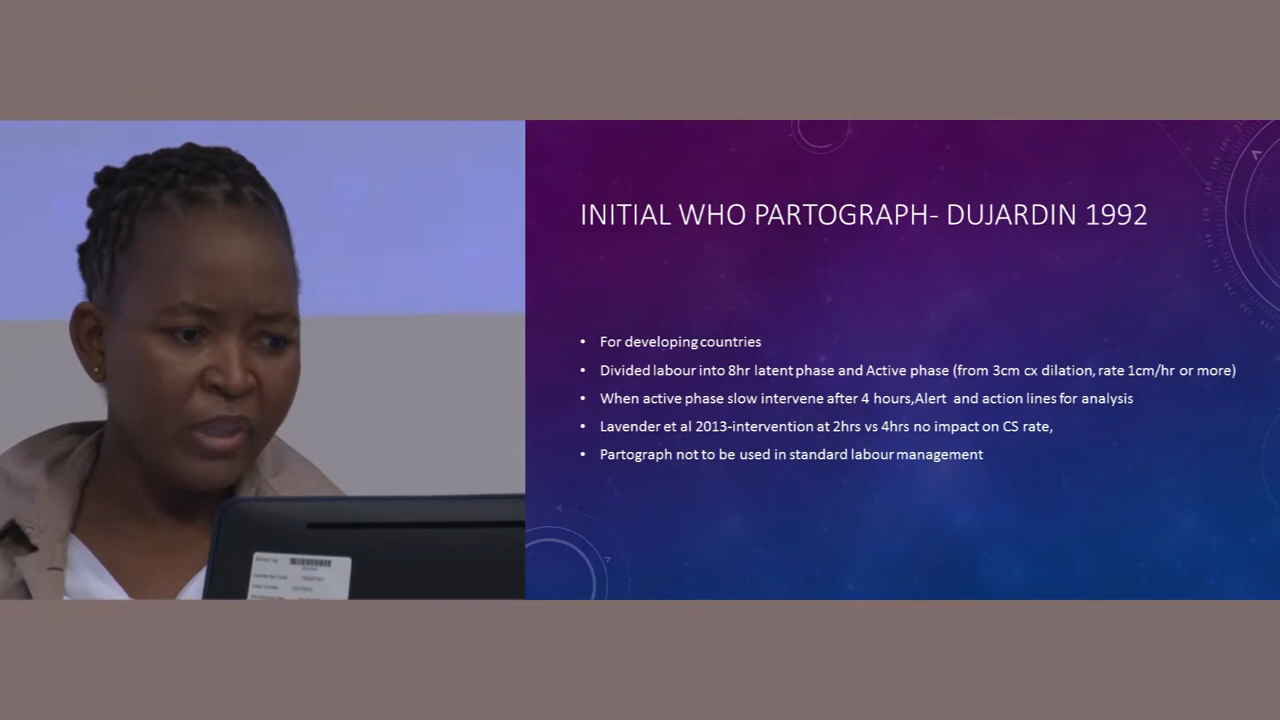 INITIAL WHO PARTOGRAPH- DUJARDIN 1992
• For developing countries
• Divided labour into 8hr latent phase and Active phase (from 3cm cx dilation, rate 1cm/hr or more)
• When active phase slow intervene after 4 hours,Alert  and action lines for analysis
• Lavender et al 2013-intervention at 2hrs vs 4hrs no impact on CS rate,
• Partograph not to be used in standard labour management